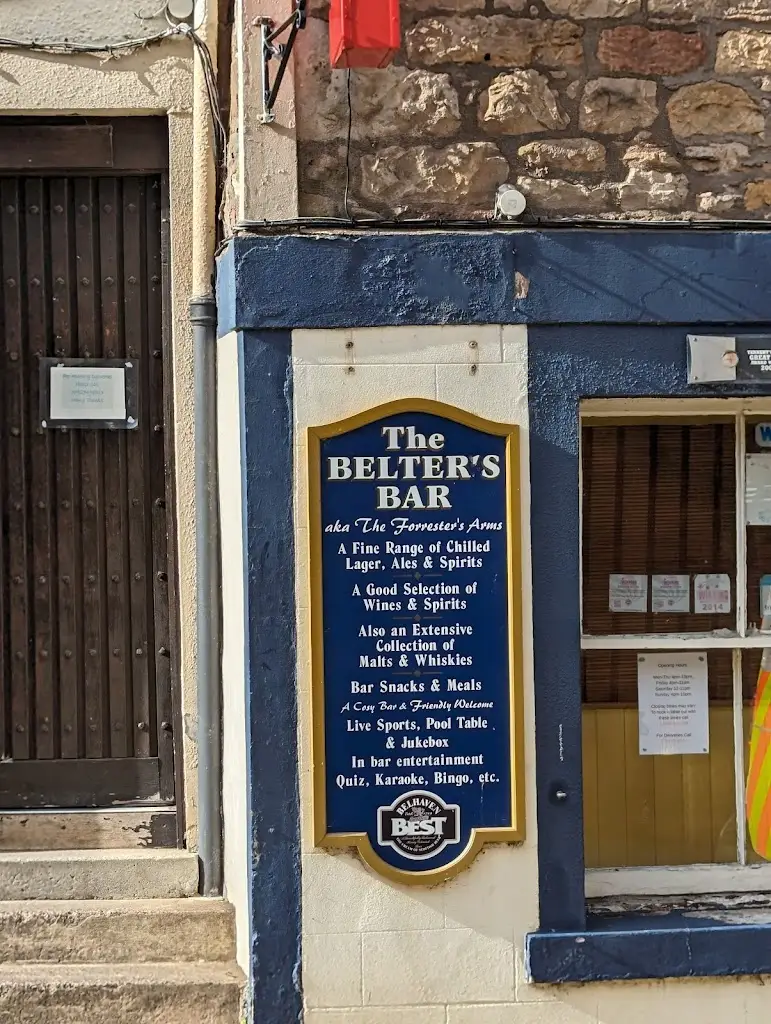 The
BELTER'S
BAR
aka The Forrester's Arms
A Fine Range of Chilled
Lager, Ales & Spirits
A Good Selection of
Wines & Spirits
Also an Extensive
Collection of
Malts & Whiskies
Bar Snacks & Meals
A Cosy Bar & Friendly Welcome
Live Sports, Pool Table
& Jukebox
In bar entertainment
Quiz, Karaoke, Bingo, etc.
BELHAVEN
BEST
2014
Opening Hours